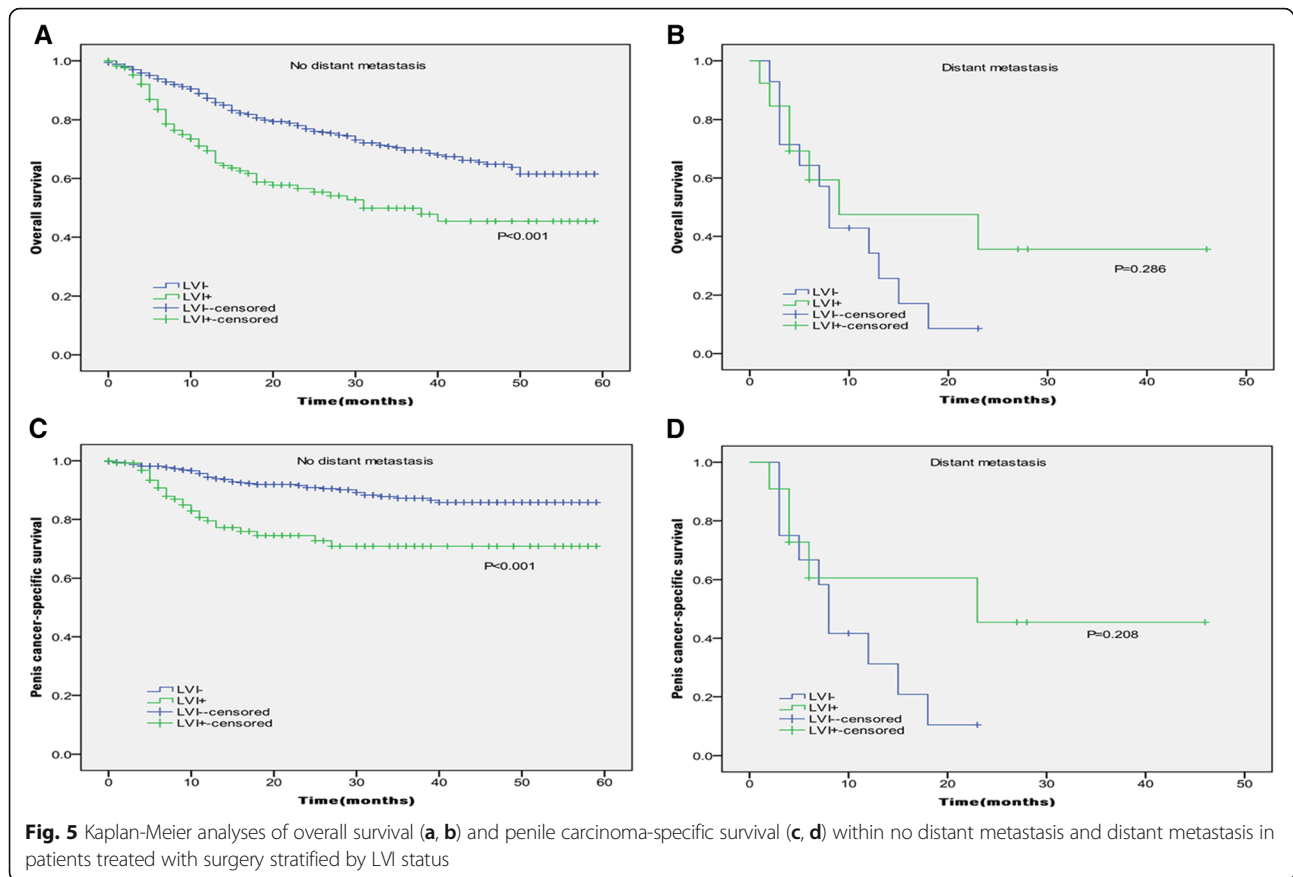 A
No distant metastasis
Overall survival
1.0
0.8
0.6
0.4
0.2
0.0
P<0.001
LVI-
LVI+
LVI--censored
LVI+-censored
0 10 20 30 40 50 60
Time(months)
B
Distant metastasis
Overall survival
1.0
0.8
0.6
0.4
0.2
0.0
P=0.286
LVI-
LVI+
LVI--censored
LVI+-censored
0 10 20 30 40 50
Time(months)
C
No distant metastasis
Penis cancer-specific survival
1.0
0.8
0.6
0.4
0.2
0.0
P<0.001
LVI-
LVI+
LVI--censored
LVI+-censored
0 10 20 30 40 50 60
Time(months)
D
Distant metastasis
Penis cancer-specific survival
1.0
0.8
0.6
0.4
0.2
0.0
P=0.208
LVI-
LVI+
LVI--censored
LVI+-censored
0 10 20 30 40 50
Time(months)
Fig. 5 Kaplan-Meier analyses of overall survival (a, b) and penile carcinoma-specific survival (c, d) within no distant metastasis and distant metastasis in
patients treated with surgery stratified by LVI status